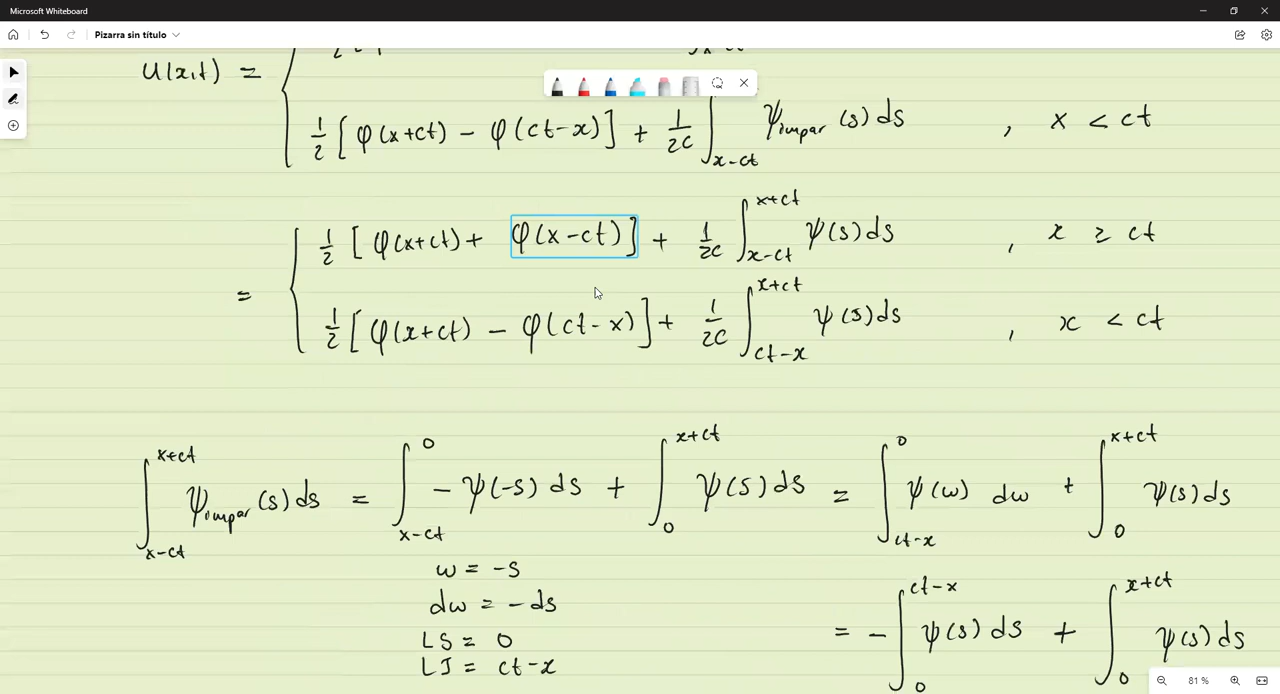 Microsoft Whiteboard
Pizarra sin título
U(x,t) =
1/2 [φ(x+ct) − φ(ct−x)] + 1/2c ∫_{x−ct} ψ_impar (s) ds , x < ct
= { 1/2 [φ(x+ct) + φ(x−ct)] + 1/2c ∫_{x−ct}^{x+ct} ψ(s) ds , x ≥ ct
1/2 [φ(x+ct) − φ(ct−x)] + 1/2c ∫_{ct−x}^{x+ct} ψ(s) ds , x < ct
∫_{x−ct}^{x+ct} ψ_impar (s) ds = ∫_{x−ct}^{0} −ψ(−s) ds + ∫_{0}^{x+ct} ψ(s) ds = ∫_{ct−x}^{0} ψ(w) dw + ∫_{0}^{x+ct} ψ(s) ds
w = −s
dw = −ds
LS = 0
LI = ct−x
= − ∫_{0}^{ct−x} ψ(s) ds + ∫_{0}^{x+ct} ψ(s) ds
81 %